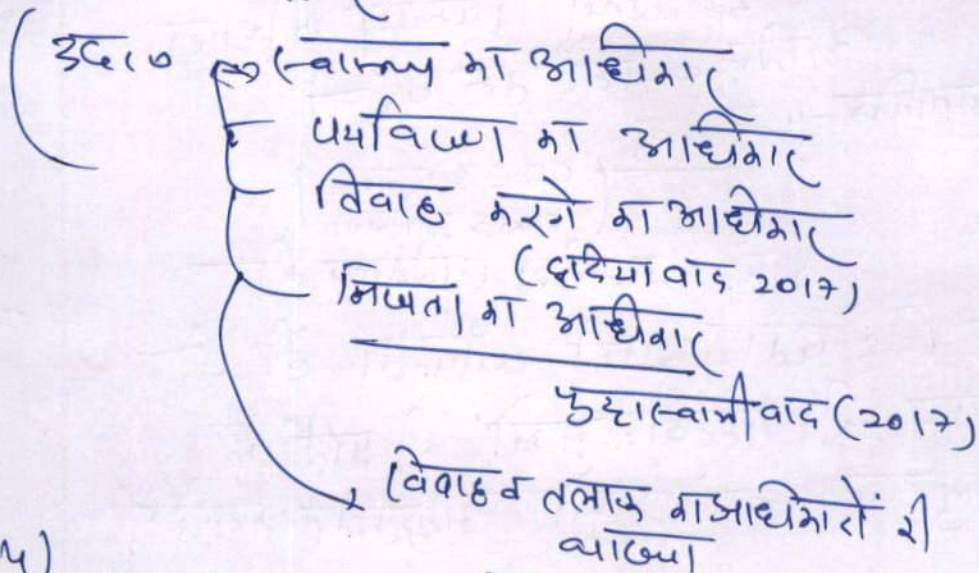 उदा० → स्वास्थ्य का अधिकार
पर्यावरण का अधिकार
विवाह करने का अधिकार
(हादिया वाद 2017)
निजता का अधिकार
पुट्टास्वामी वाद (2017)
विवाह व तलाक का अधिकारों की
व्याख्या